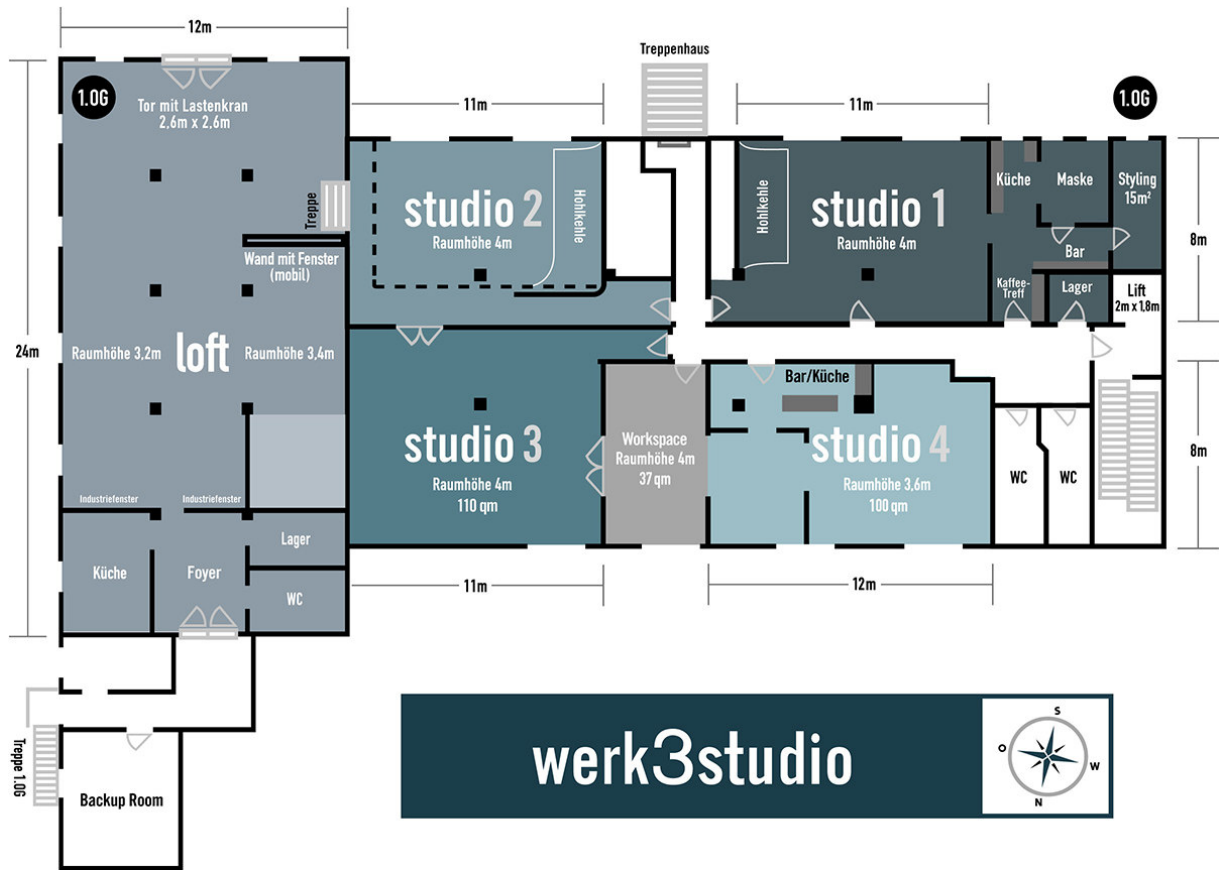 12m
Treppenhaus
1.OG
Tor mit Lastenkran
2,6m x 2,6m
11m
11m
1.OG
Treppe
studio 2
Raumhöhe 4m
Hohlkehle
Hohlkehle
studio 1
Raumhöhe 4m
Küche
Maske
Styling
15m²
8m
Wand mit Fenster
(mobil)
Bar
Kaffee-
Treff
Lager
Lift
2m x 1,8m
24m
Raumhöhe 3,2m
loft
Raumhöhe 3,4m
Bar/Küche
studio 3
Raumhöhe 4m
110 qm
Workspace
Raumhöhe 4m
37 qm
studio 4
Raumhöhe 3,6m
100 qm
WC
WC
8m
Industriefenster
Industriefenster
Küche
Foyer
Lager
WC
11m
12m
Treppe 1.OG
Backup Room
werk3studio
S
O
W
N